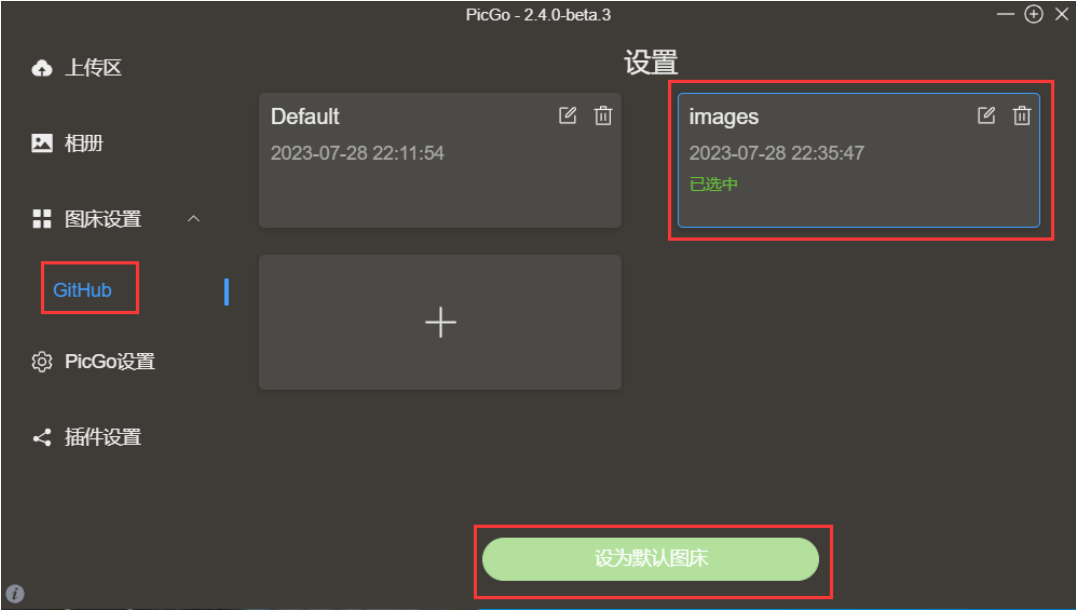 PicGo - 2.4.0-beta.3
上传区
相册
图床设置
GitHub
PicGo设置
插件设置
设置
Default
2023-07-28 22:11:54
images
2023-07-28 22:35:47
已选中
设为默认图床